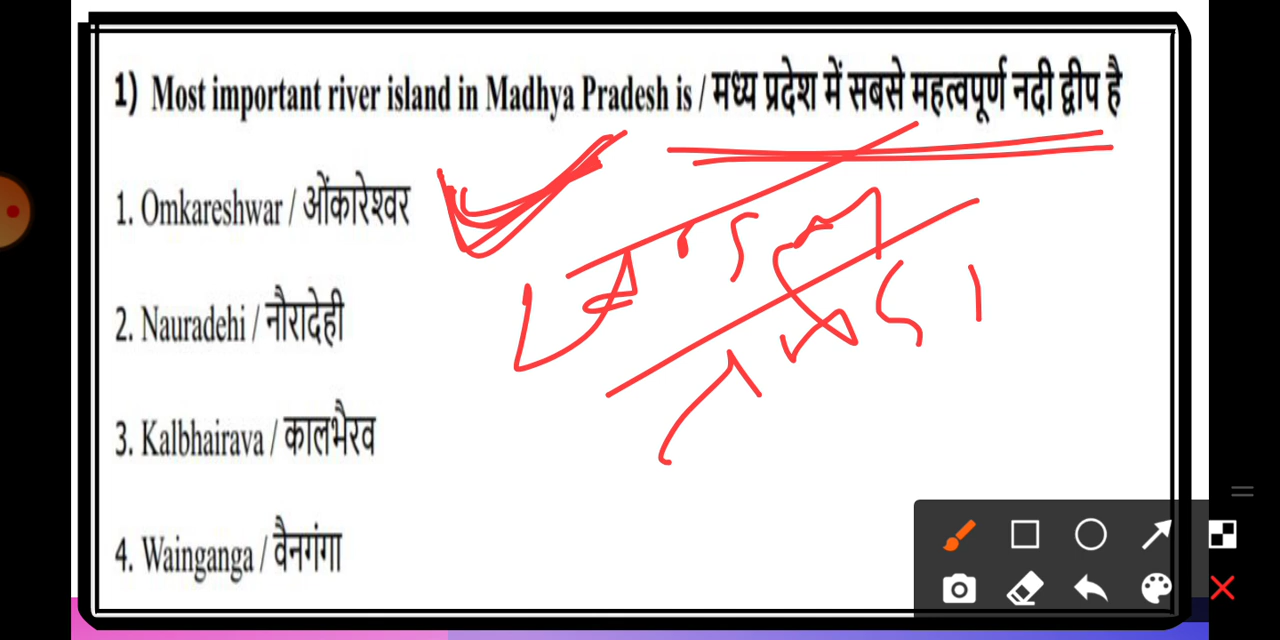 1) Most important river island in Madhya Pradesh is / मध्य प्रदेश में सबसे महत्वपूर्ण नदी द्वीप है
1. Omkareshwar / ओंकारेश्वर
2. Nauradehi / नौरादेही
3. Kalbhairava / कालभैरव
4. Wainganga / वैनगंगा